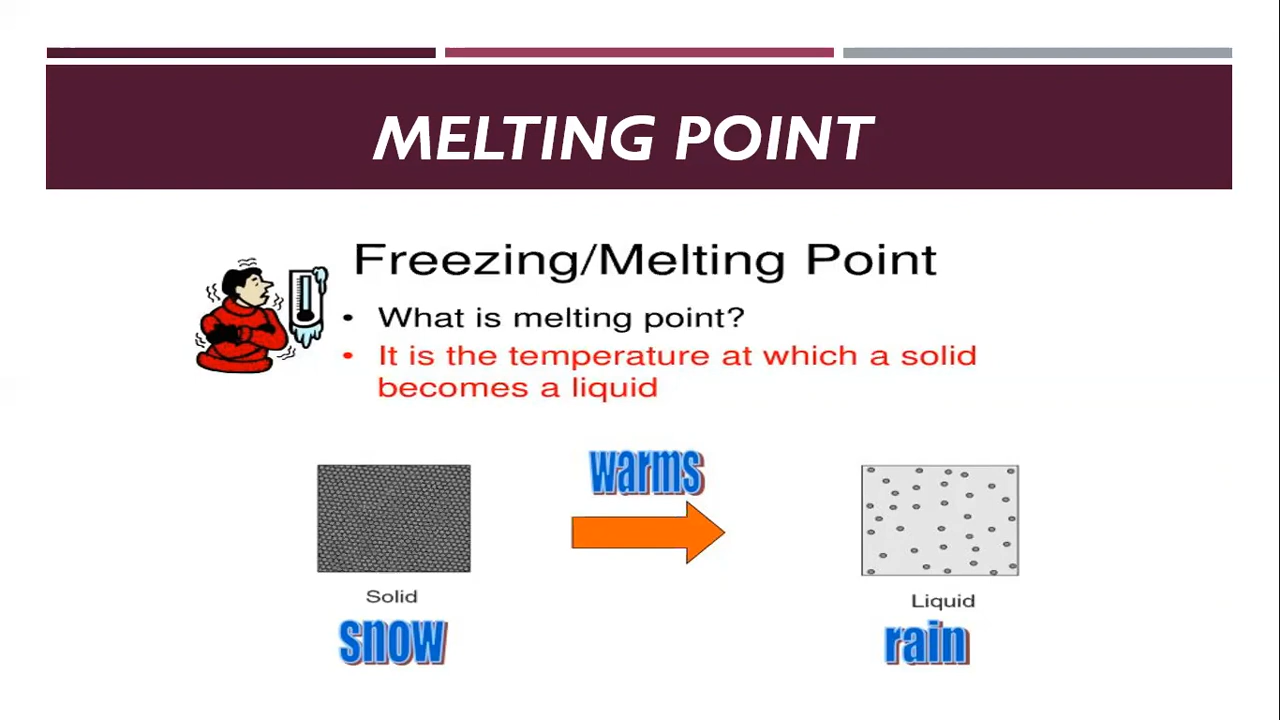 MELTING POINT
Freezing/Melting Point
• What is melting point?
• It is the temperature at which a solid
becomes a liquid
warms
Solid
Liquid
snow
rain